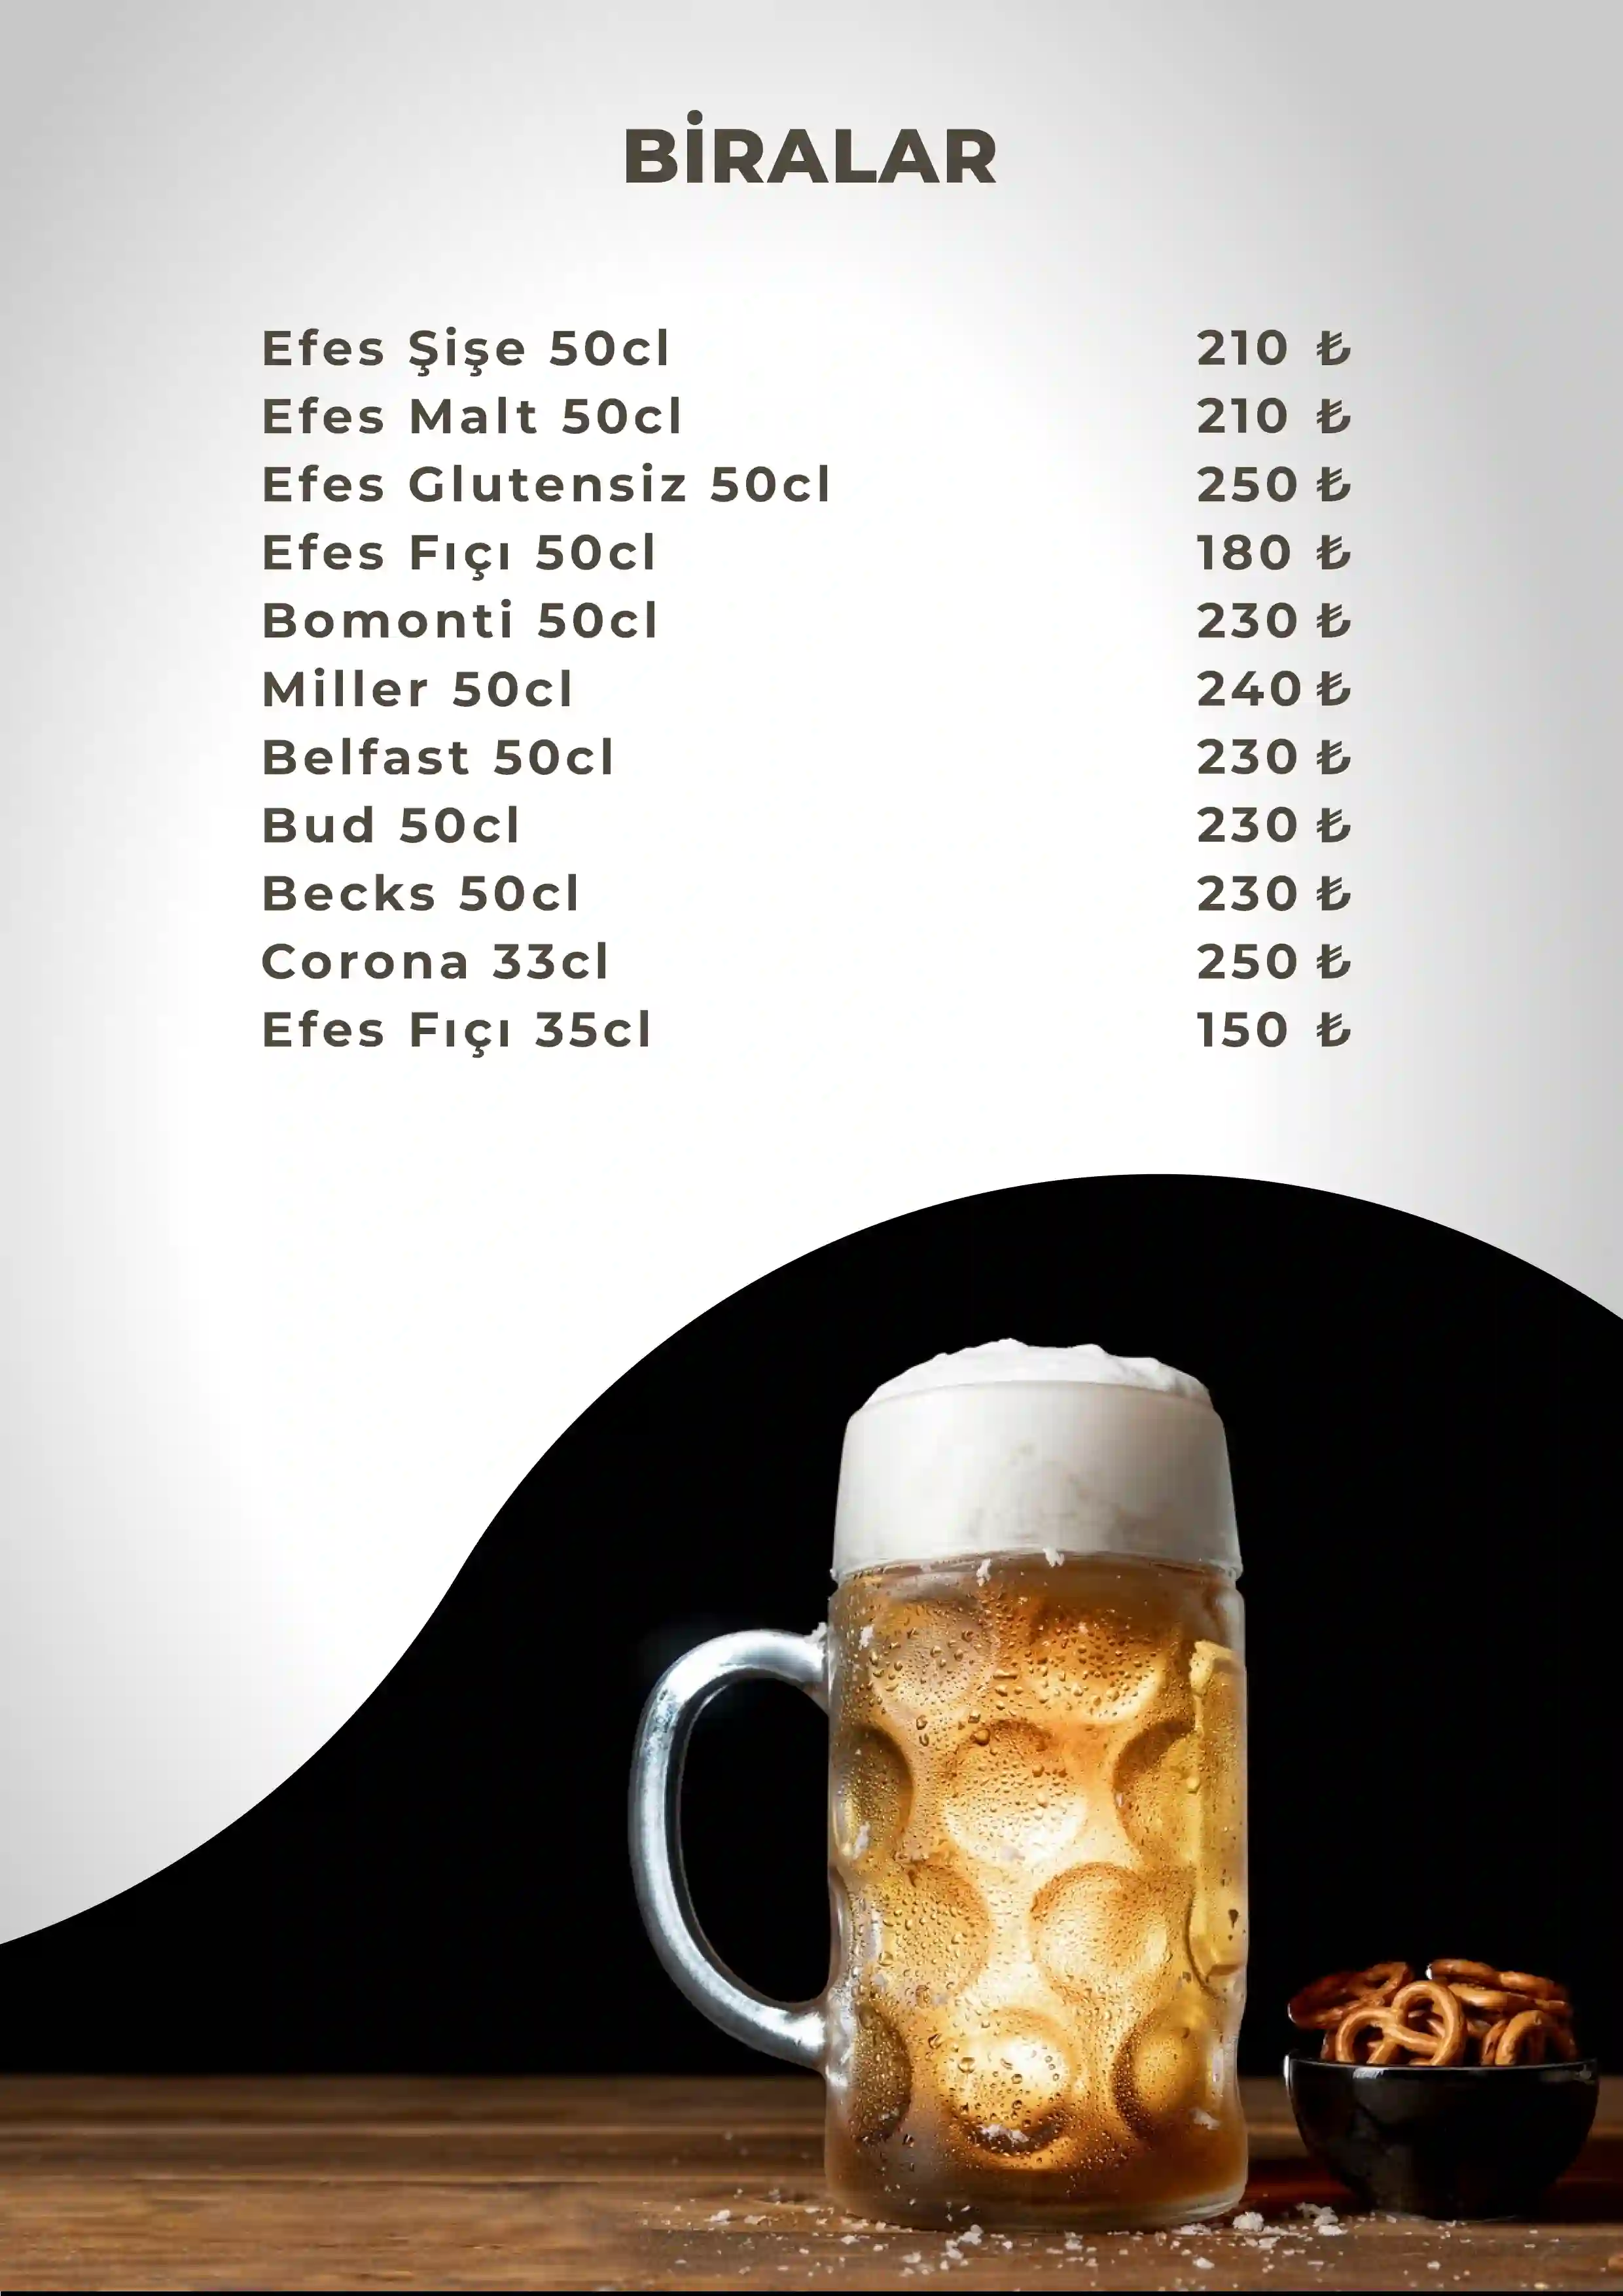 BİRALAR
Efes Şişe 50cl 210 ₺
Efes Malt 50cl 210 ₺
Efes Glutensiz 50cl 250 ₺
Efes Fıçı 50cl 180 ₺
Bomonti 50cl 230 ₺
Miller 50cl 240 ₺
Belfast 50cl 230 ₺
Bud 50cl 230 ₺
Becks 50cl 230 ₺
Corona 33cl 250 ₺
Efes Fıçı 35cl 150 ₺